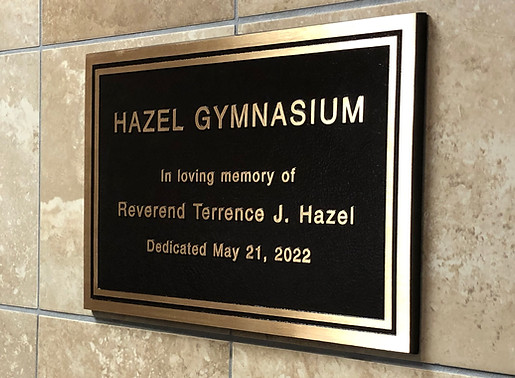 HAZEL GYMNASIUM
In loving memory of
Reverend Terrence J. Hazel
Dedicated May 21, 2022